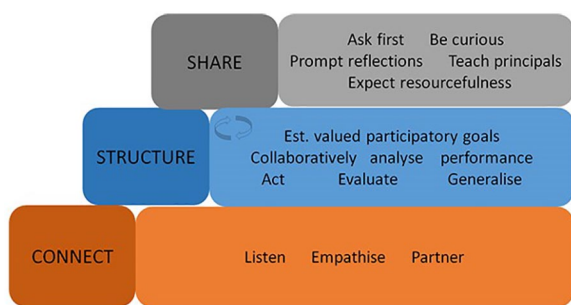 SHARE
Ask first Be curious
Prompt reflections Teach principals
Expect resourcefulness
STRUCTURE
Est. valued participatory goals
Collaboratively analyse performance
Act Evaluate Generalise
CONNECT
Listen Empathise Partner